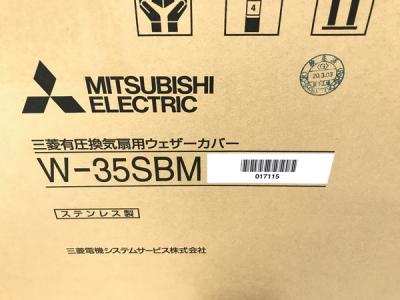 4
20.3.03
MITSUBISHI
ELECTRIC
三菱有圧換気扇用ウェザーカバー
W-35SBM
017115
ステンレス製
三菱電機システムサービス株式会社